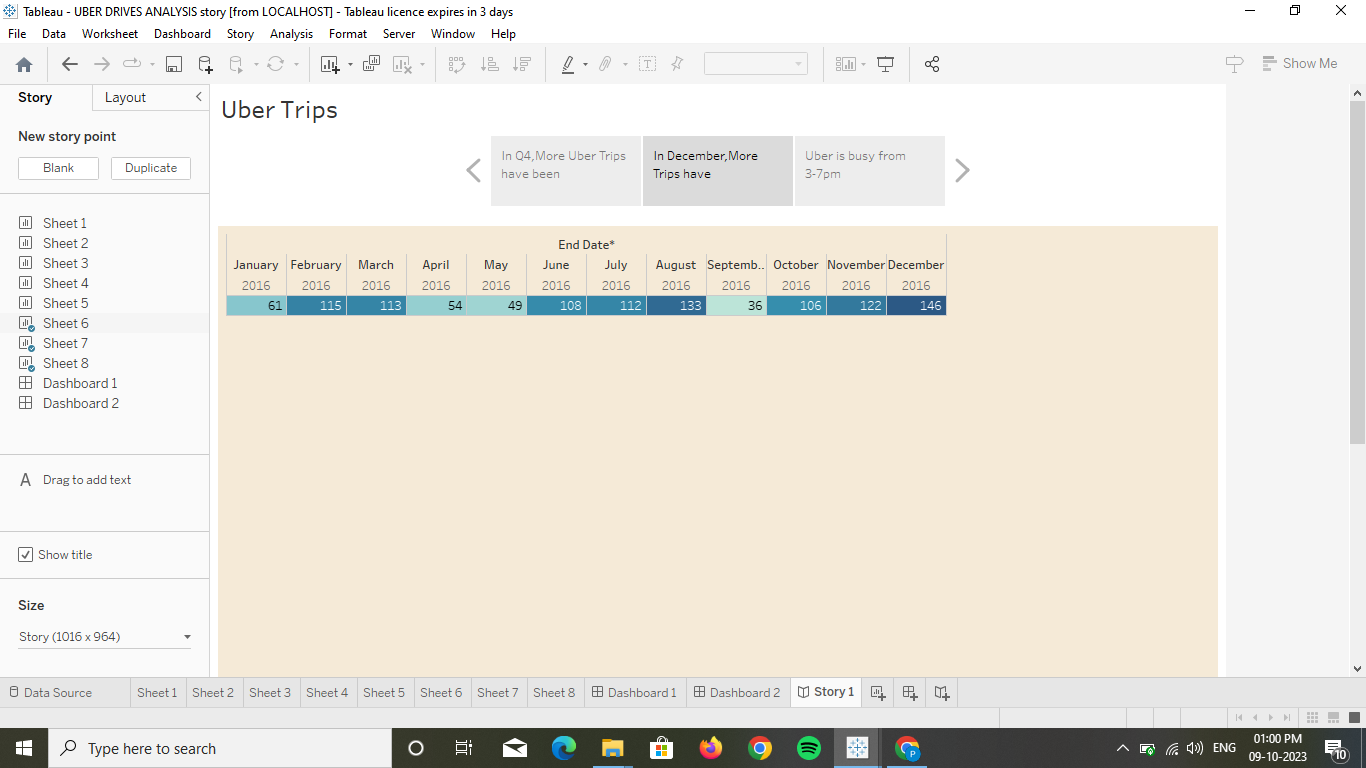 Tableau - UBER DRIVES ANALYSIS story [from LOCALHOST] - Tableau licence expires in 3 days
File Data Worksheet Dashboard Story Analysis Format Server Window Help
Show Me
Story Layout
New story point
Blank Duplicate
Sheet 1
Sheet 2
Sheet 3
Sheet 4
Sheet 5
Sheet 6
Sheet 7
Sheet 8
Dashboard 1
Dashboard 2
A Drag to add text
Show title
Size
Story (1016 x 964)
Uber Trips
In Q4,More Uber Trips
have been
In December,More
Trips have
Uber is busy from
3-7pm
End Date*
January February March April May June July August Septemb.. October November December
2016 2016 2016 2016 2016 2016 2016 2016 2016 2016 2016 2016
61 115 113 54 49 108 112 133 36 106 122 146
Data Source Sheet 1 Sheet 2 Sheet 3 Sheet 4 Sheet 5 Sheet 6 Sheet 7 Sheet 8 Dashboard 1 Dashboard 2 Story 1
Type here to search
P
ENG
01:00 PM
09-10-2023
10